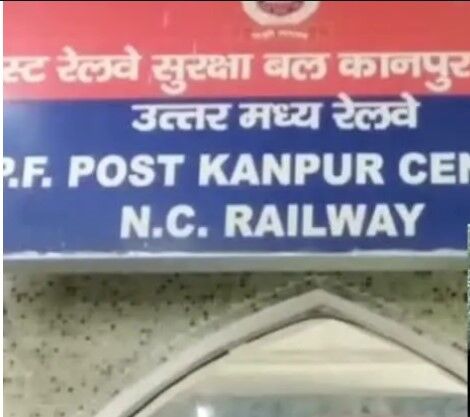 स्ट रेलवे सुरक्षा बल कानपुर
उत्तर मध्य रेलवे
P.F. POST KANPUR CEN
N.C. RAILWAY